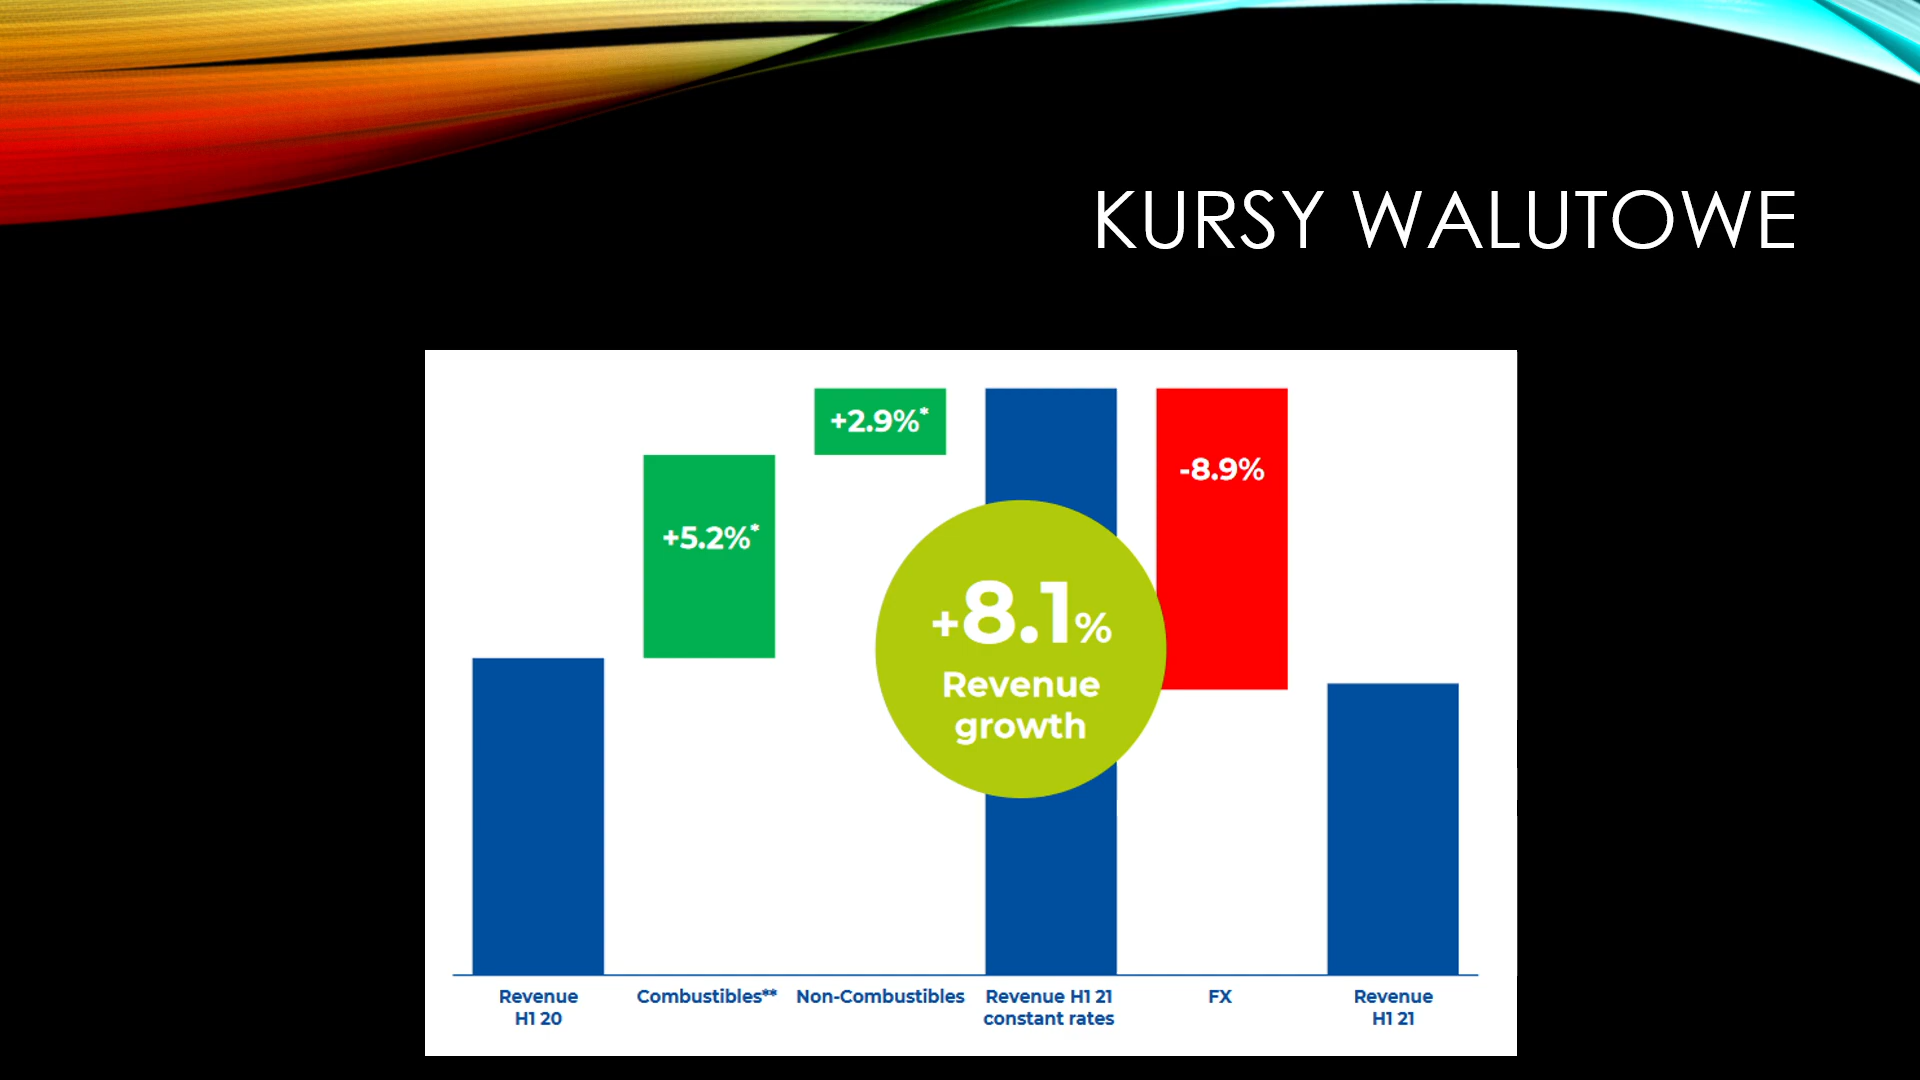 KURSY WALUTOWE
+2.9%*
-8.9%
+5.2%*
+8.1%
Revenue
growth
Revenue
H1 20
Combustibles**
Non-Combustibles
Revenue H1 21
constant rates
FX
Revenue
H1 21